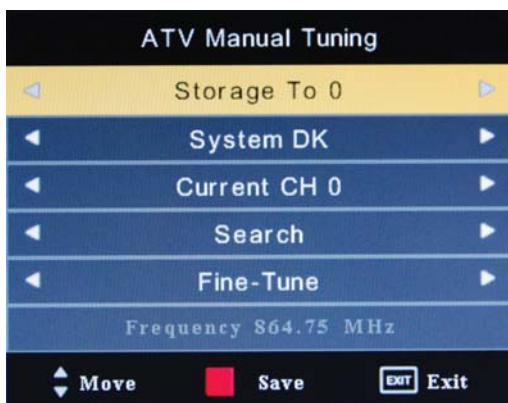 ATV Manual Tuning
Storage To 0
System DK
Current CH 0
Search
Fine-Tune
Frequency 864.75 MHz
Move Save EXIT Exit